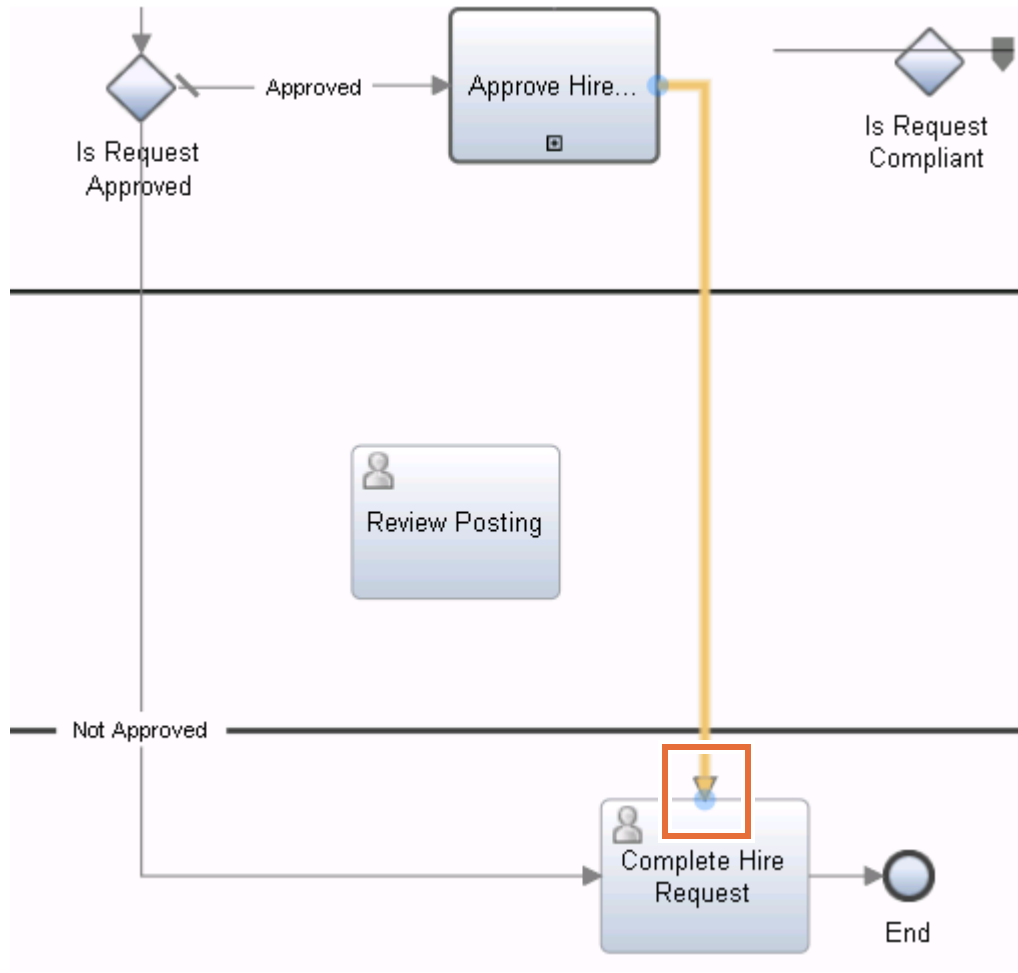 Approved
Approve Hire...
Is Request
Approved
Is Request
Compliant
Review Posting
Not Approved
Complete Hire
Request
End